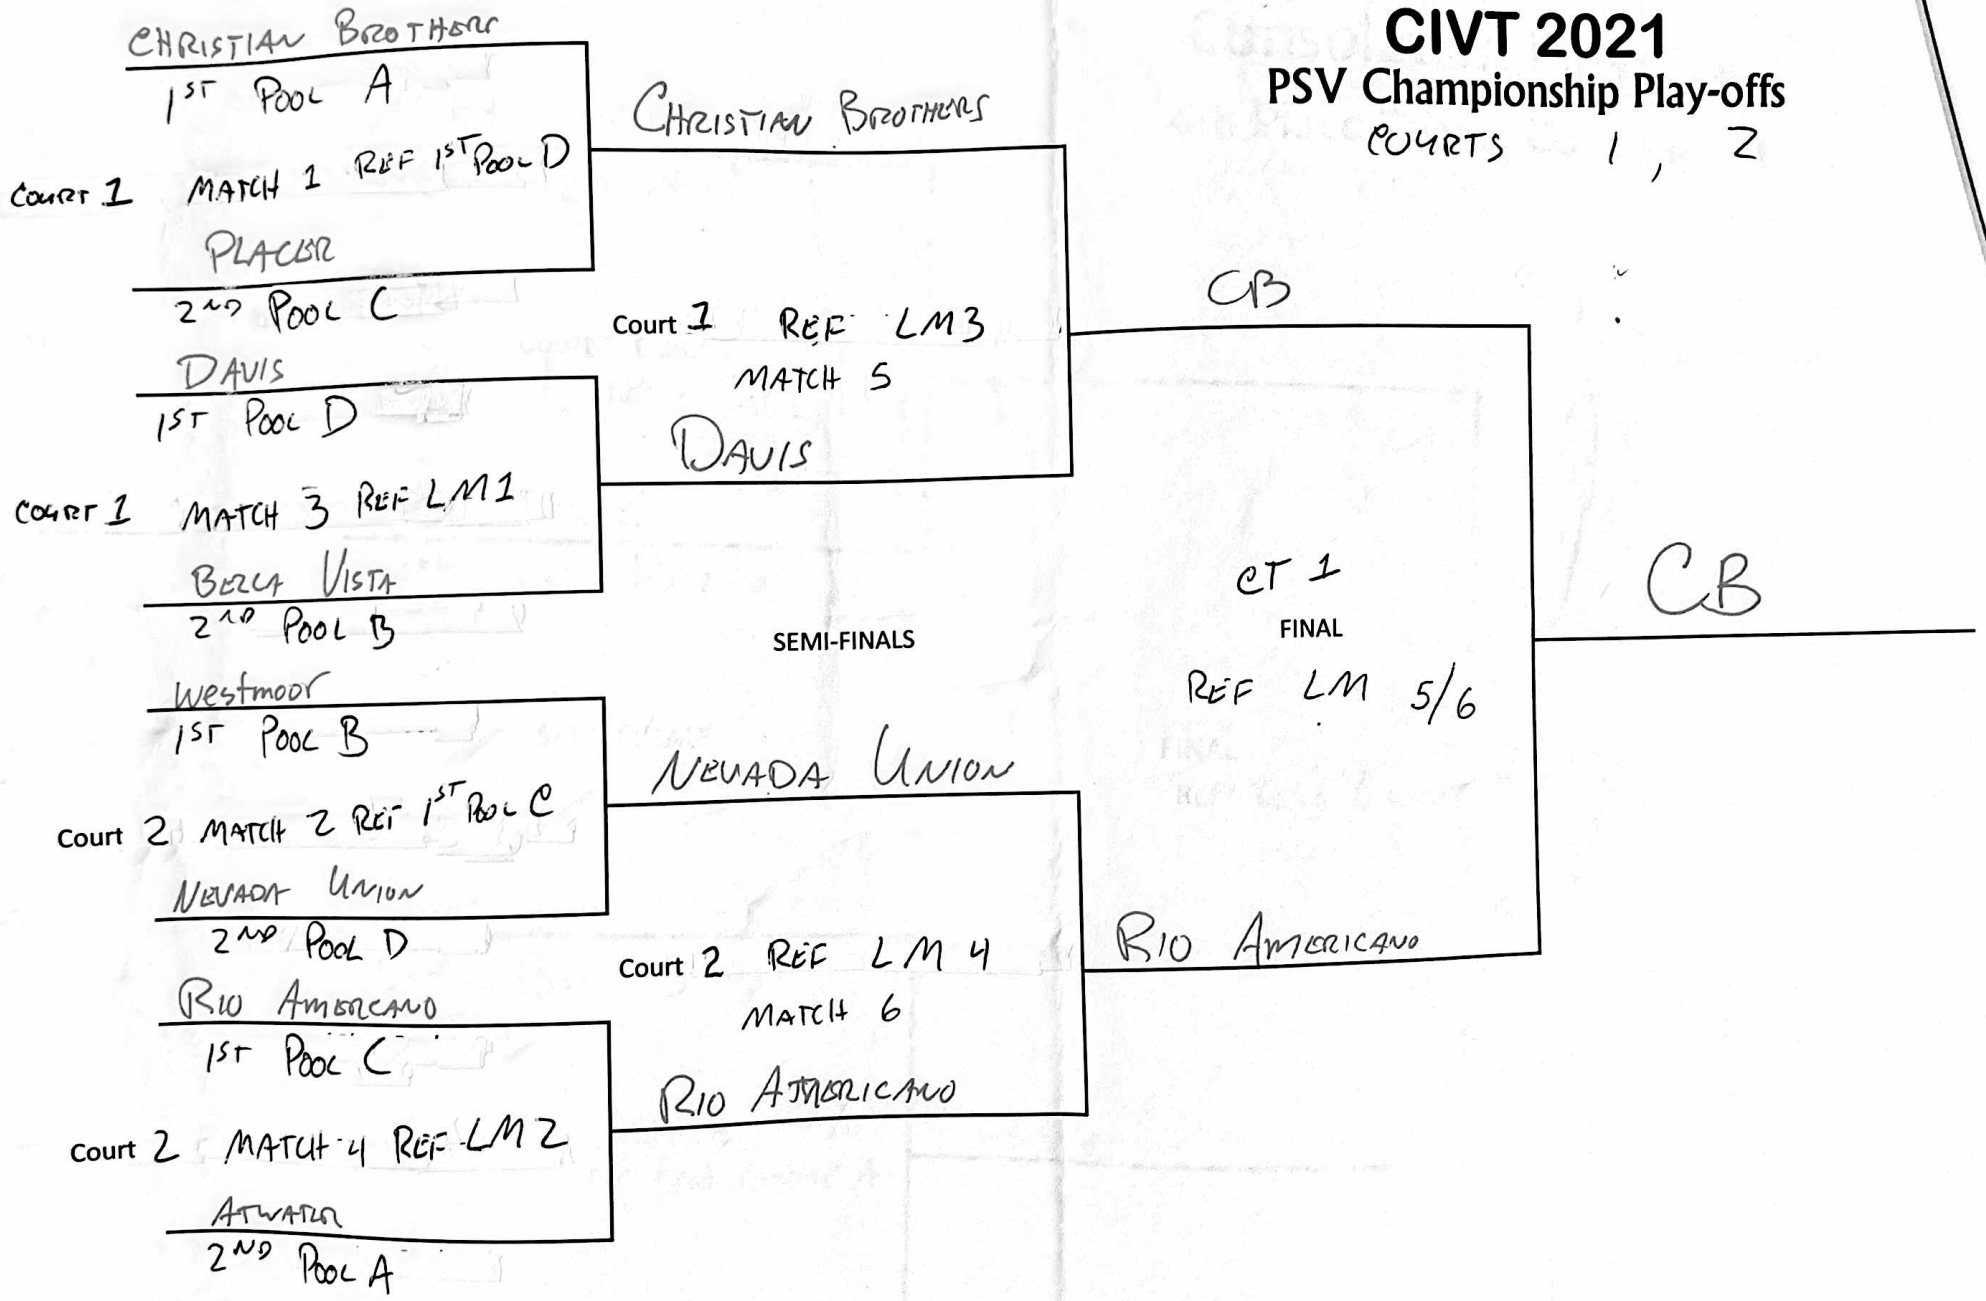 CIVT 2021
PSV Championship Play-offs
COURTS 1, 2
CHRISTIAN BROTHERS
1ST POOL A
Court 1 MATCH 1 REF 1ST POOL D
PLACER
2ND POOL C
DAVIS
1ST POOL D
COURT 1 MATCH 3 REF LM1
BELLA VISTA
2ND POOL B
Westmoor
1ST POOL B
Court 2 MATCH 2 REF 1ST POOL C
NEVADA UNION
2ND POOL D
RIO AMERICANO
1ST POOL C
Court 2 MATCH 4 REF LM2
ATWATER
2ND POOL A
CHRISTIAN BROTHERS
Court 1 REF LM3
MATCH 5
DAVIS
SEMI-FINALS
NEVADA UNION
Court 2 REF LM 4
MATCH 6
RIO AMERICANO
CB
CT 1
FINAL
REF LM 5/6
RIO AMERICANO
CB